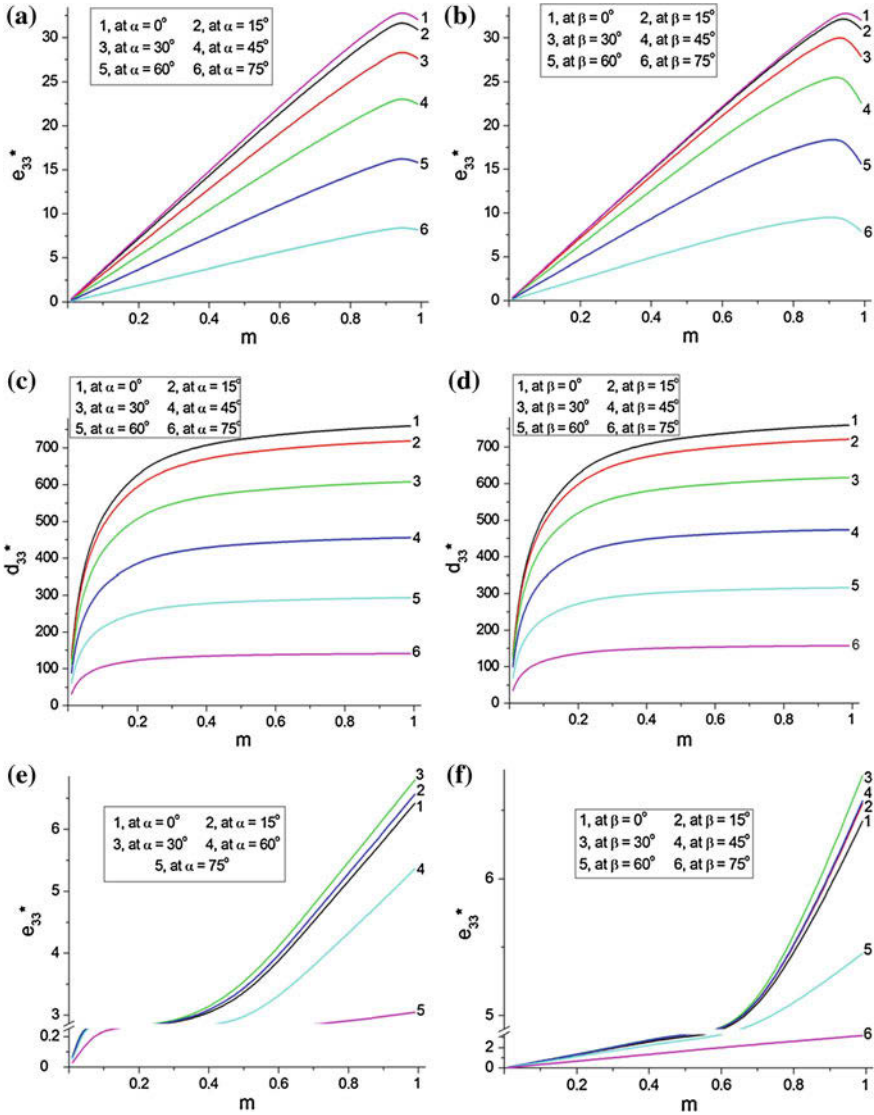 (a)
1, at α = 0° 2, at α = 15°
3, at α = 30° 4, at α = 45°
5, at α = 60° 6, at α = 75°
e33*
30
25
20
15
10
5
0
0.2 0.4 0.6 0.8 1
m
1
2
3
4
5
6
(b)
1, at β = 0° 2, at β = 15°
3, at β = 30° 4, at β = 45°
5, at β = 60° 6, at β = 75°
e33*
30
25
20
15
10
5
0
0.2 0.4 0.6 0.8 1
m
1
2
3
4
5
6
(c)
1, at α = 0° 2, at α = 15°
3, at α = 30° 4, at α = 45°
5, at α = 60° 6, at α = 75°
d33*
700
600
500
400
300
200
100
0
0.2 0.4 0.6 0.8 1
m
1
2
3
4
5
6
(d)
1, at β = 0° 2, at β = 15°
3, at β = 30° 4, at β = 45°
5, at β = 60° 6, at β = 75°
d33*
700
600
500
400
300
200
100
0
0.2 0.4 0.6 0.8 1
m
1
2
3
4
5
6
(e)
1, at α = 0° 2, at α = 15°
3, at α = 30° 4, at α = 60°
5, at α = 75°
e33*
6
5
4
3
0.2
0
0.2 0.4 0.6 0.8 1
m
3
2
1
4
5
(f)
1, at β = 0° 2, at β = 15°
3, at β = 30° 4, at β = 45°
5, at β = 60° 6, at β = 75°
e33*
6
5
2
0
0.2 0.4 0.6 0.8 1
m
3
4
2
1
5
6